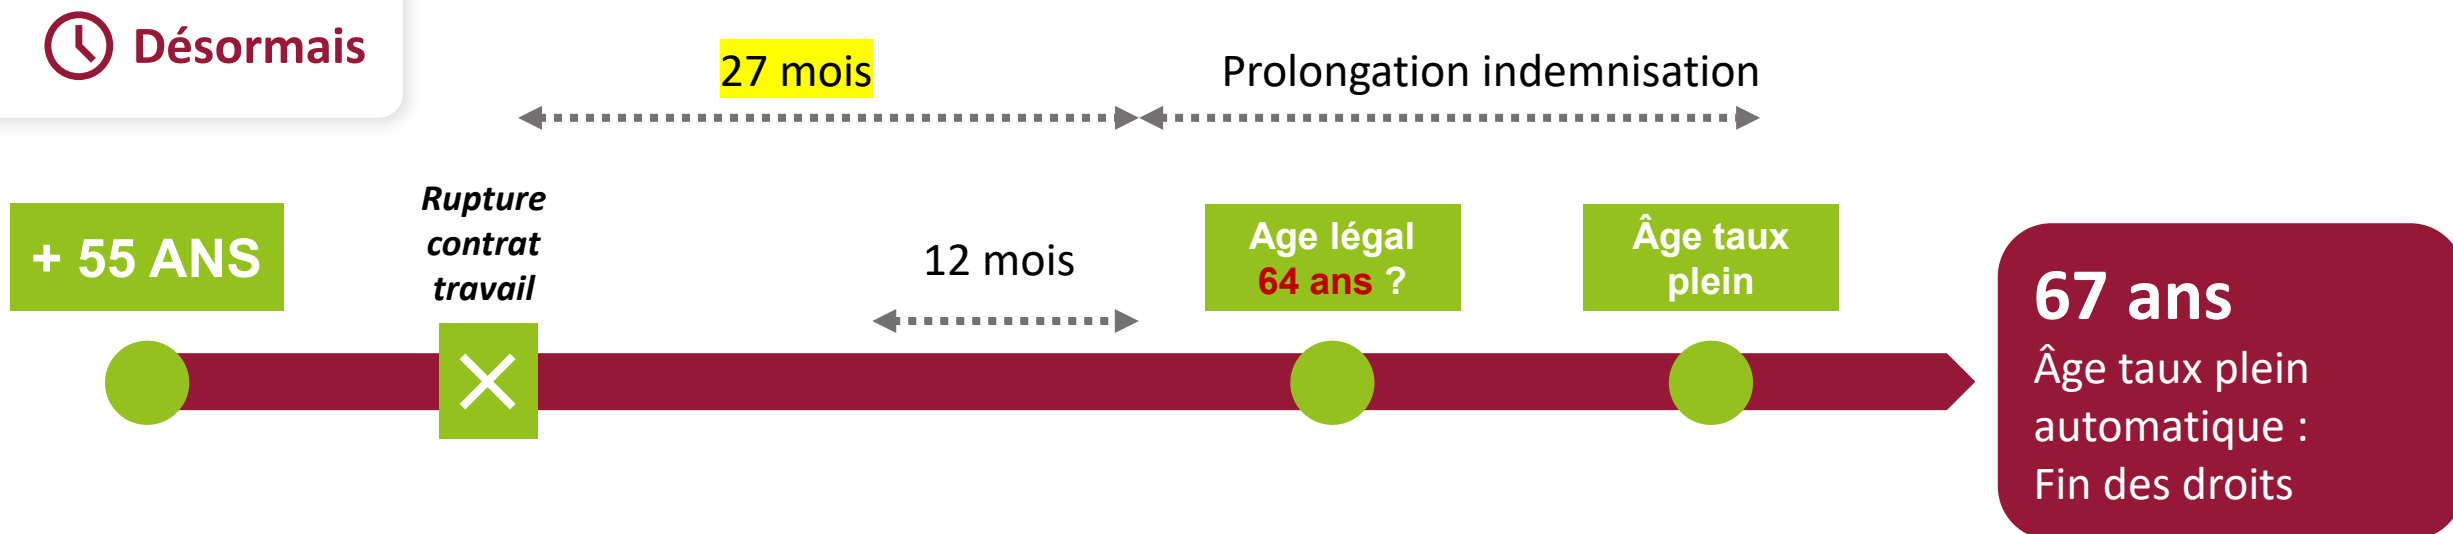 Désormais
27 mois
Prolongation indemnisation
+ 55 ANS
Rupture
contrat
travail
12 mois
Age légal
64 ans ?
Âge taux
plein
67 ans
Âge taux plein
automatique :
Fin des droits